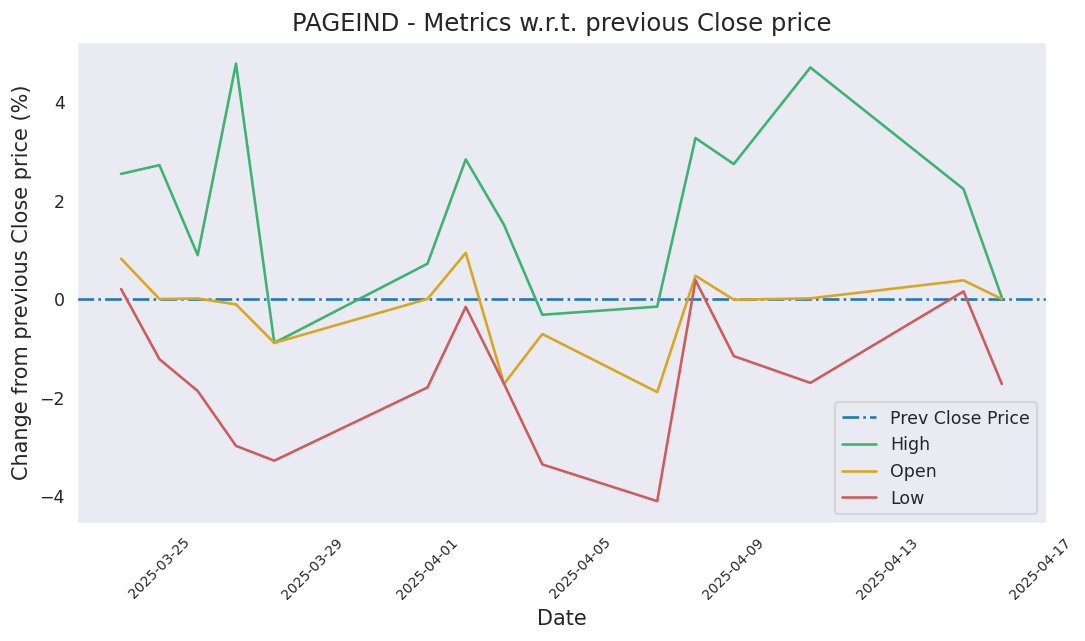 PAGEIND - Metrics w.r.t. previous Close price
Change from previous Close price (%)
4
2
0
−2
−4
Prev Close Price
High
Open
Low
2025-03-25
2025-03-29
2025-04-01
2025-04-05
2025-04-09
2025-04-13
2025-04-17
Date